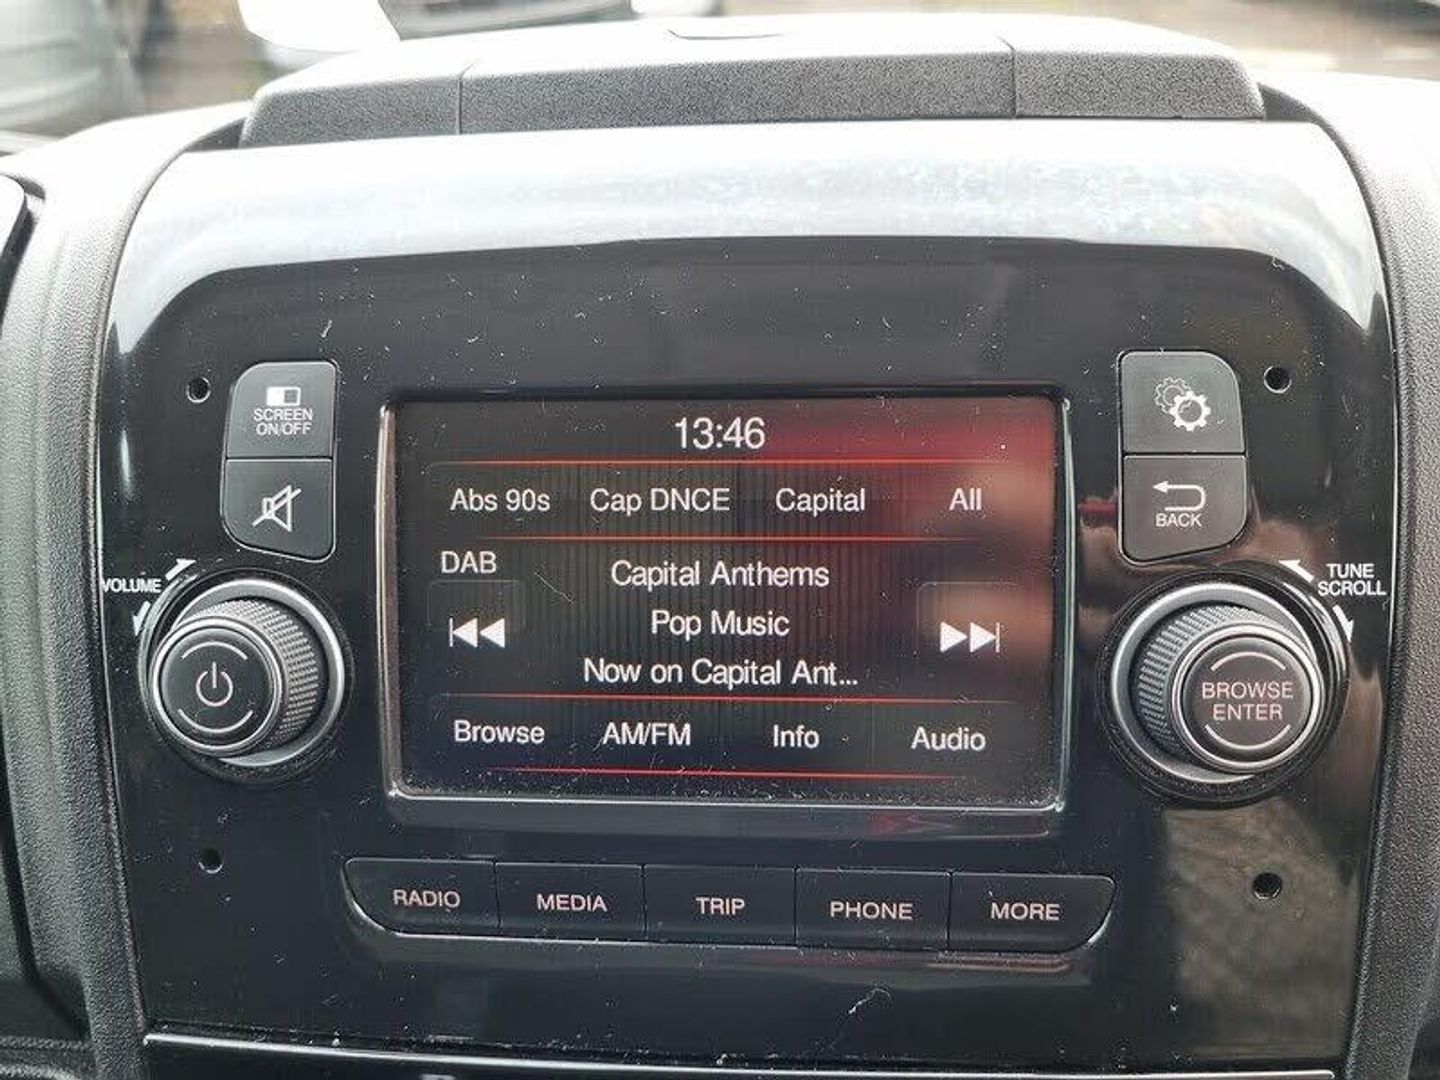 SCREEN
ON/OFF
13:46
Abs 90s Cap DNCE Capital All
BACK
DAB
Capital Anthems
Pop Music
Now on Capital Ant...
VOLUME
TUNE
SCROLL
BROWSE
ENTER
Browse AM/FM Info Audio
RADIO MEDIA TRIP PHONE MORE